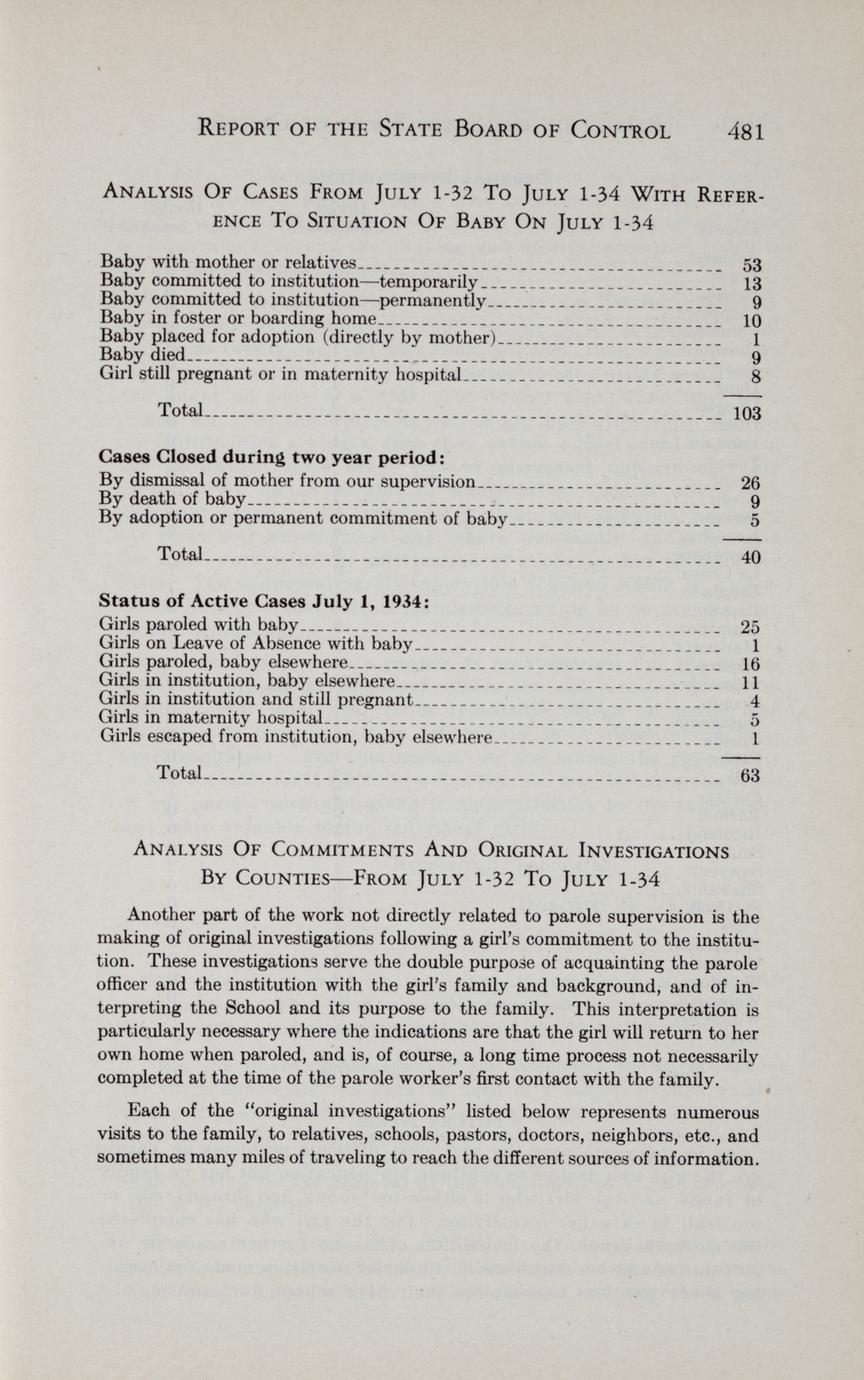 REPORT OF THE STATE BOARD OF CONTROL 481
ANALYSIS OF CASES FROM JULY 1-32 TO JULY 1-34 WITH REFER-
ENCE TO SITUATION OF BABY ON JULY 1-34
Baby with mother or relatives 53
Baby committed to institution—temporarily 13
Baby committed to institution—permanently 9
Baby in foster or boarding home 10
Baby placed for adoption (directly by mother) 1
Baby died 9
Girl still pregnant or in maternity hospital 8
Total 103
Cases Closed during two year period:
By dismissal of mother from our supervision 26
By death of baby 9
By adoption or permanent commitment of baby 5
Total 40
Status of Active Cases July 1, 1934:
Girls paroled with baby 25
Girls on Leave of Absence with baby 1
Girls paroled, baby elsewhere 16
Girls in institution, baby elsewhere 11
Girls in institution and still pregnant 4
Girls in maternity hospital 5
Girls escaped from institution, baby elsewhere 1
Total 63
ANALYSIS OF COMMITMENTS AND ORIGINAL INVESTIGATIONS
BY COUNTIES—FROM JULY 1-32 TO JULY 1-34
Another part of the work not directly related to parole supervision is the
making of original investigations following a girl's commitment to the institu-
tion. These investigations serve the double purpose of acquainting the parole
officer and the institution with the girl's family and background, and of in-
terpreting the School and its purpose to the family. This interpretation is
particularly necessary where the indications are that the girl will return to her
own home when paroled, and is, of course, a long time process not necessarily
completed at the time of the parole worker's first contact with the family.
Each of the "original investigations" listed below represents numerous
visits to the family, to relatives, schools, pastors, doctors, neighbors, etc., and
sometimes many miles of traveling to reach the different sources of information.